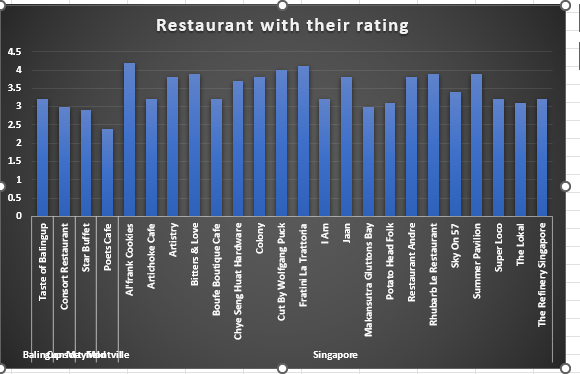 Restaurant with their rating
4.5
4
3.5
3
2.5
2
1.5
1
0.5
0
Taste of Balingup
Consort Restaurant
Star Buffet
Poets Cafe
Al'frank Cookies
Artichoke Cafe
Artistry
Bitters & Love
Boufe Boutique Cafe
Chye Seng Huat Hardware
Colony
Cut By Wolfgang Puck
Fratini La Trattoria
I Am
Jaan
Makansutra Gluttons Bay
Potato Head Folk
Restaurant Andre
Rhubarb Le Restaurant
Sky On 57
Summer Pavilion
Super Loco
The Lokal
The Refinery Singapore
Singapore